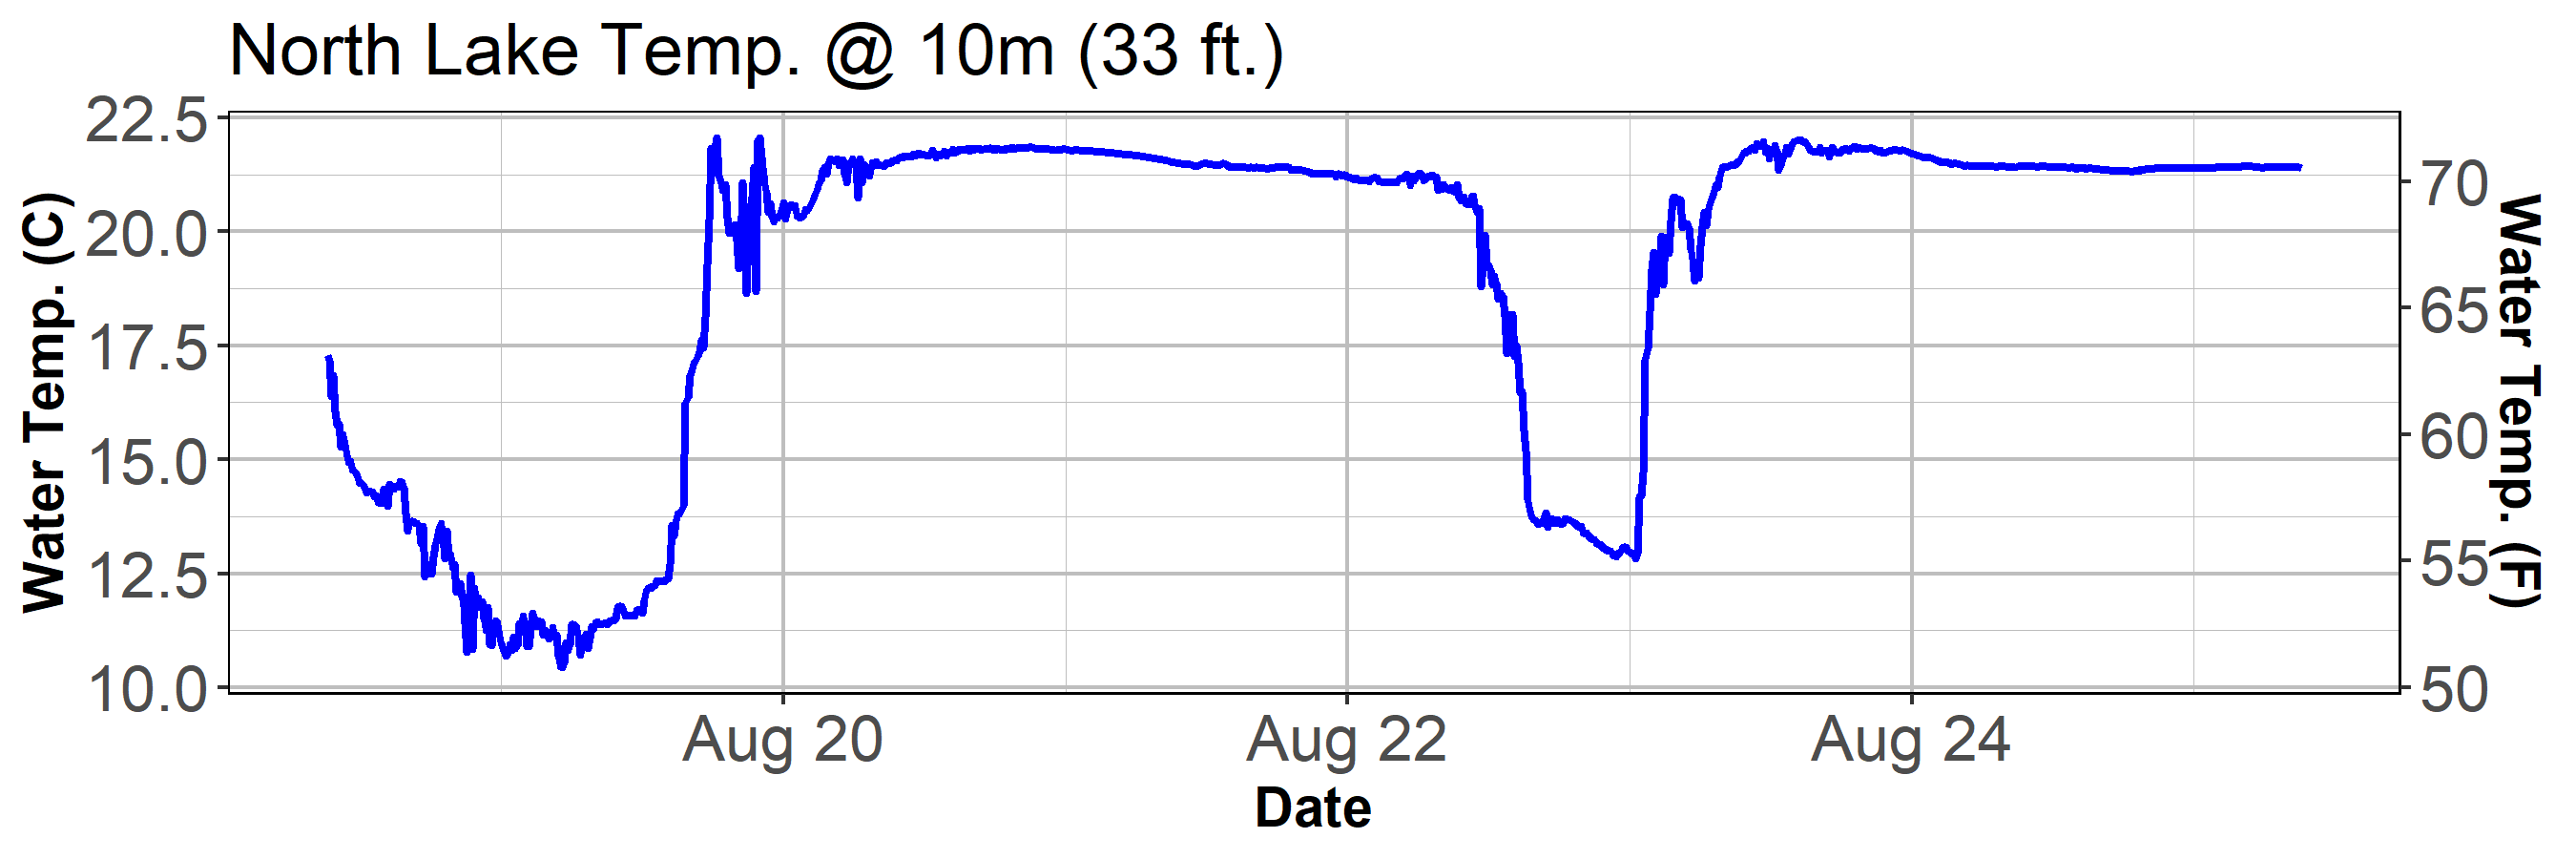 North Lake Temp. @ 10m (33 ft.)
Water Temp. (C)
22.5
20.0
17.5
15.0
12.5
10.0
70
65
60
55
50
Water Temp. (F)
Aug 20
Aug 22
Aug 24
Date